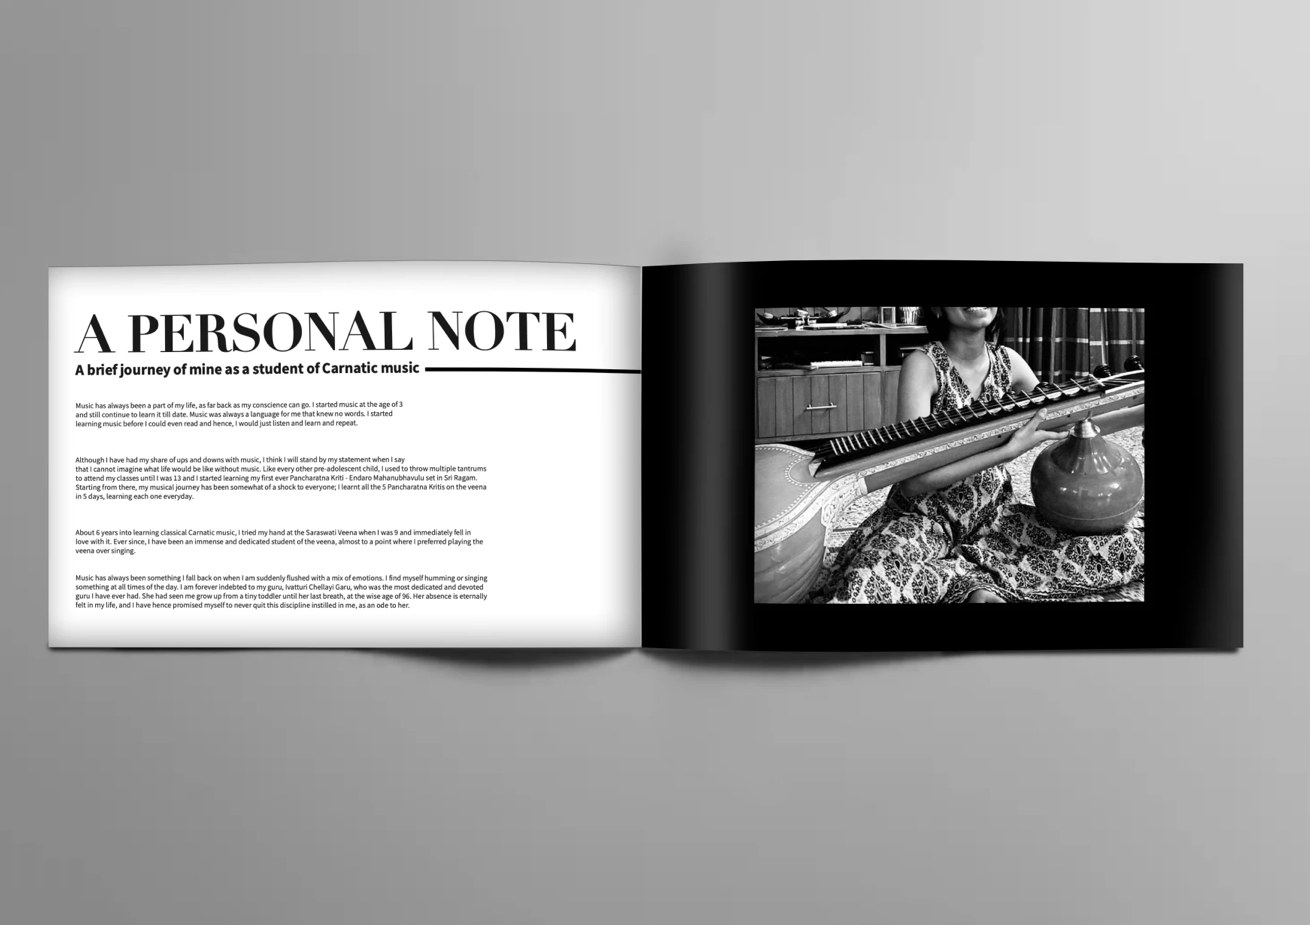 A PERSONAL NOTE
A brief journey of mine as a student of Carnatic music
Music has always been a part of my life, as far back as my conscience can go. I started music at the age of 3
and still continue to learn it till date. Music was always a language for me that knew no words. I started
learning music before I could even read and hence, I would just listen and learn and repeat.
Although I have had my share of ups and downs with music, I think I will stand by my statement when I say
that I cannot imagine what life would be like without music. Like every other pre-adolescent child, I used to throw multiple tantrums
to attend my classes until I was 13 and I started learning my first ever Pancharatna Kriti - Endaro Mahanubhavulu set in Sri Ragam.
Starting from there, my musical journey has been somewhat of a shock to everyone; I learnt all the 5 Pancharatna Kritis on the veena
in 5 days, learning each one everyday.
About 6 years into learning classical Carnatic music, I tried my hand at the Saraswati Veena when I was 9 and immediately fell in
love with it. Ever since, I have been an immense and dedicated student of the veena, almost to a point where I preferred playing the
veena over singing.
Music has always been something I fall back on when I am suddenly flushed with a mix of emotions. I find myself humming or singing
something at all times of the day. I am forever indebted to my guru, Ivatturi Chellayi Garu, who was the most dedicated and devoted
guru I have ever had. She had seen me grow up from a tiny toddler until her last breath, at the wise age of 96. Her absence is eternally
felt in my life, and I have hence promised myself to never quit this discipline instilled in me, as an ode to her.